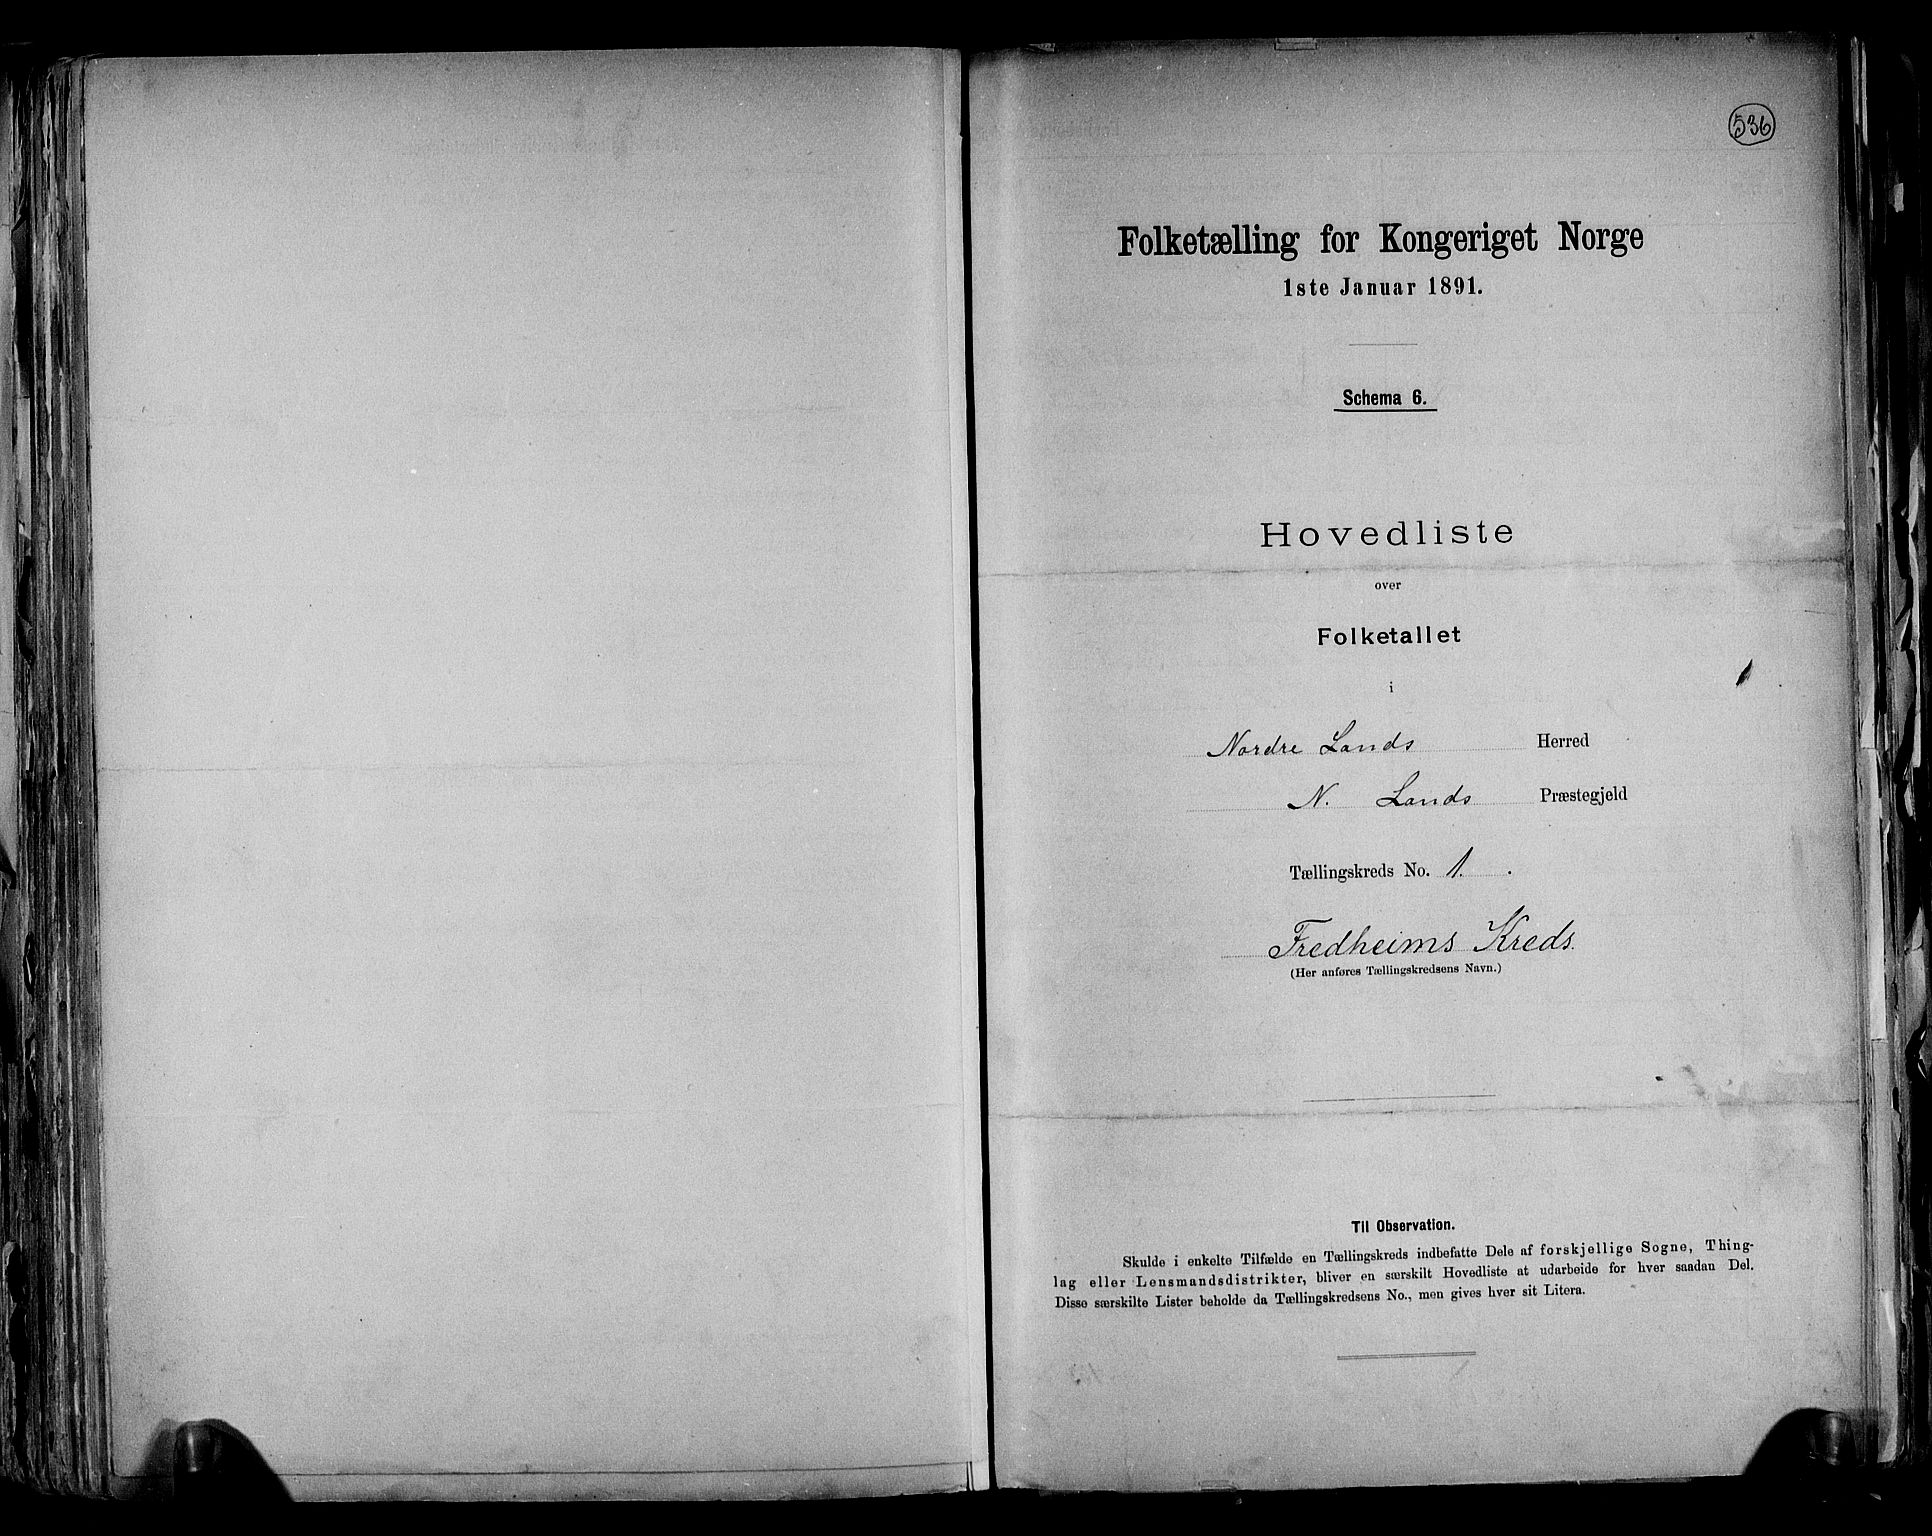 536
Folketælling for Kongeriget Norge
1ste Januar 1891.
Schema 6.
Hovedliste
over
Folketallet
i
Nordre Lands Herred
N. Lands Præstegjeld
Tællingskreds No. 1.
Fredheims Kreds.
(Her anføres Tællingskredsens Navn.)
Til Observation.
Skulde i enkelte Tilfælde en Tællingskreds indbefatte Dele af forskjellige Sogne, Thing-
lag eller Lensmandsdistrikter, bliver en særskilt Hovedliste at udarbeide for hver saadan Del.
Disse særskilte Lister beholde da Tællingskredsens No., men gives hver sit Litera.